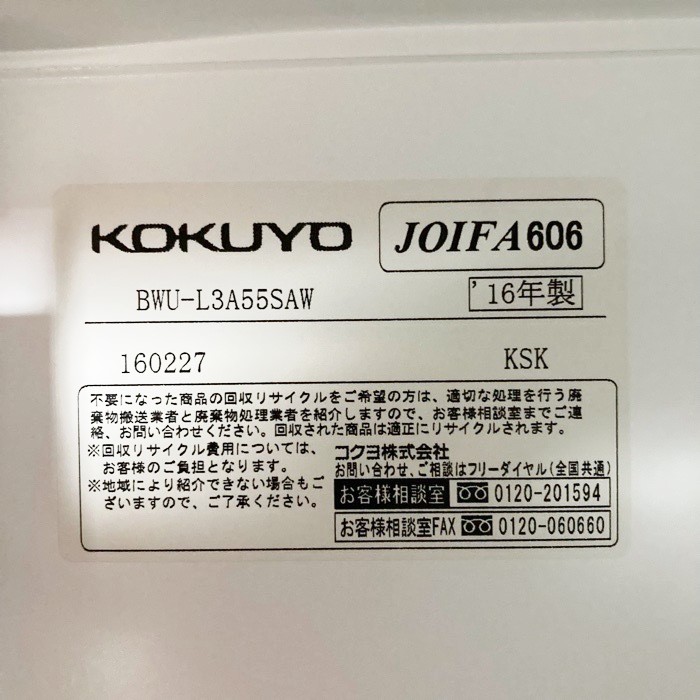 KOKUYO JOIFA606
BWU-L3A55SAW '16年製
160227 KSK
不要になった商品の回収リサイクルをご希望の方は、適切な処理を行う廃
棄物搬送業者と廃棄物処理業者を紹介しますので、お客様相談室までご連
絡、お問い合わせください。回収された商品は適正にリサイクルされます。
※回収リサイクル費用については、
お客様のご負担となります。
※地域により紹介できない場合もご
ざいますので、ご了承ください。
コクヨ株式会社
お問い合わせ、ご相談はフリーダイヤル(全国共通)
お客様相談室 0120-201594
お客様相談室FAX 0120-060660